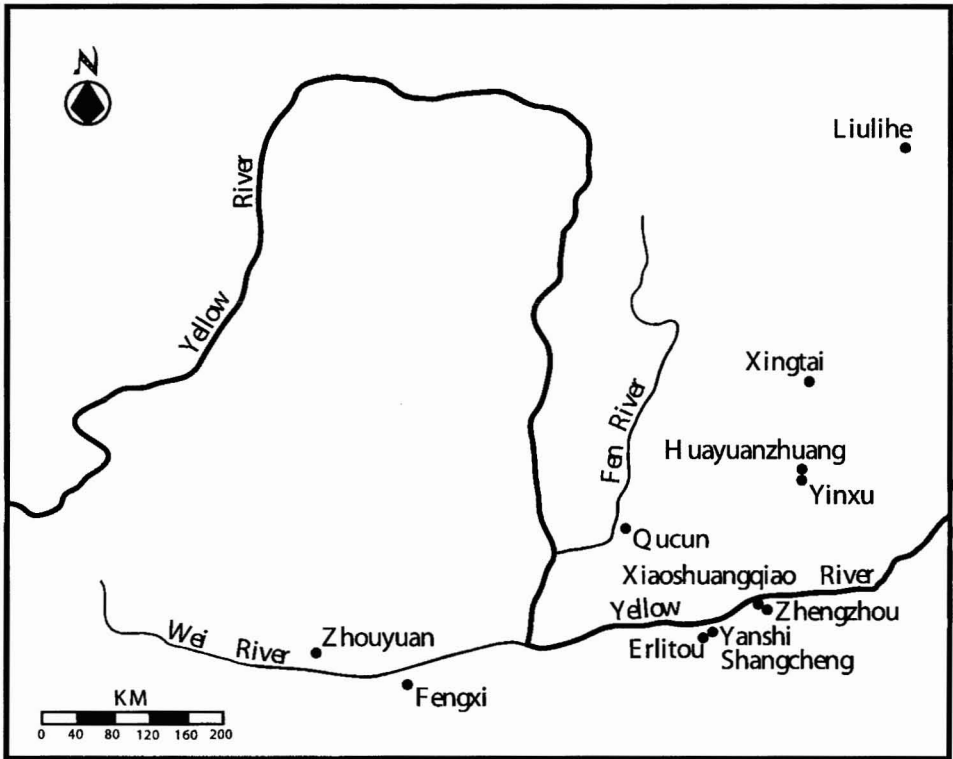 N
Liulihe
River
Yellow
Xingtai
Fen River
Huayuanzhuang
Yinxu
Qucun
Xiaoshuangqiao
River
Yellow
Zhengzhou
Wei River
Zhouyuan
Erlitou
Yanshi
Shangcheng
Fengxi
KM
0 40 80 120 160 200